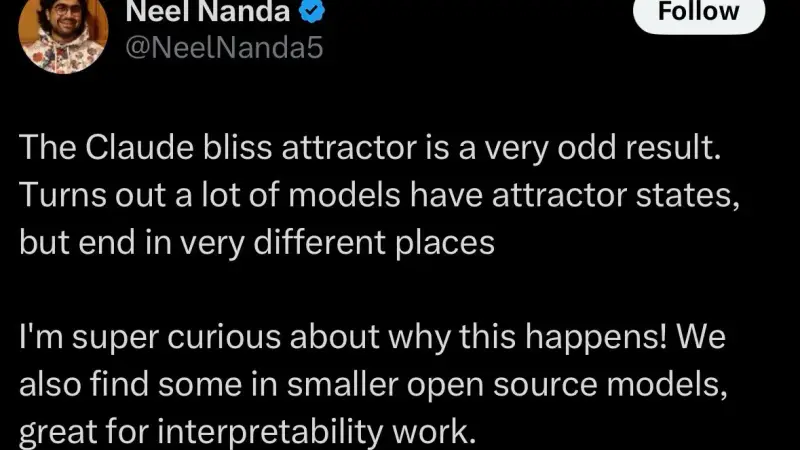 Neel Nanda
Follow
@NeelNanda5
The Claude bliss attractor is a very odd result.
Turns out a lot of models have attractor states,
but end in very different places
I'm super curious about why this happens! We
also find some in smaller open source models,
great for interpretability work.